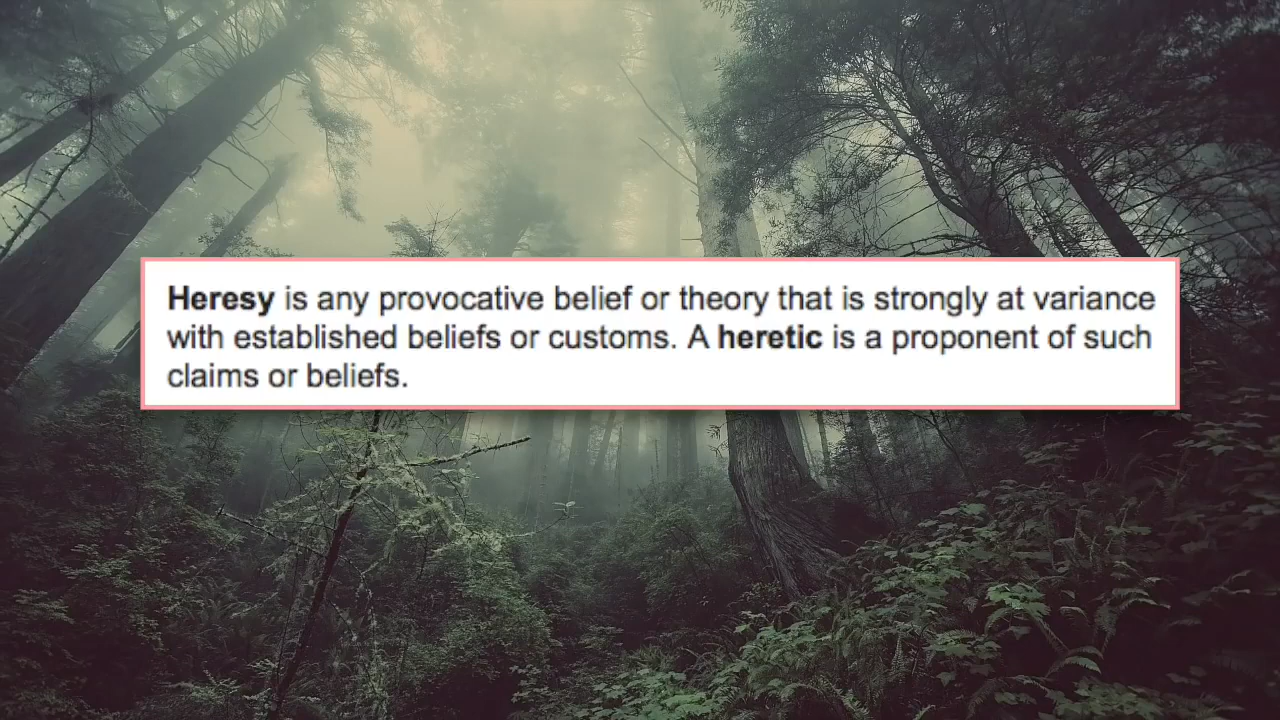 Heresy is any provocative belief or theory that is strongly at variance
with established beliefs or customs. A heretic is a proponent of such
claims or beliefs.